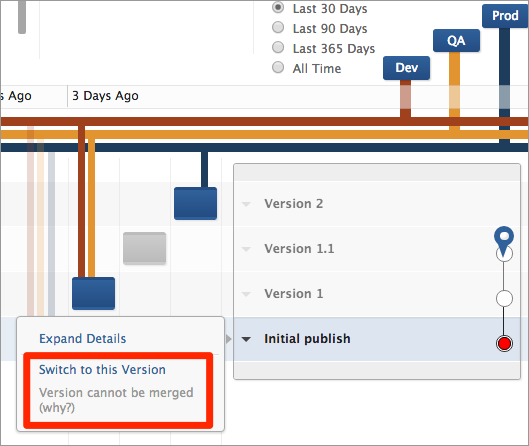 Last 30 Days
Last 90 Days
Last 365 Days
All Time
Prod
QA
Dev
s Ago
3 Days Ago
Version 2
Version 1.1
Version 1
Initial publish
Expand Details
Switch to this Version
Version cannot be merged
(why?)